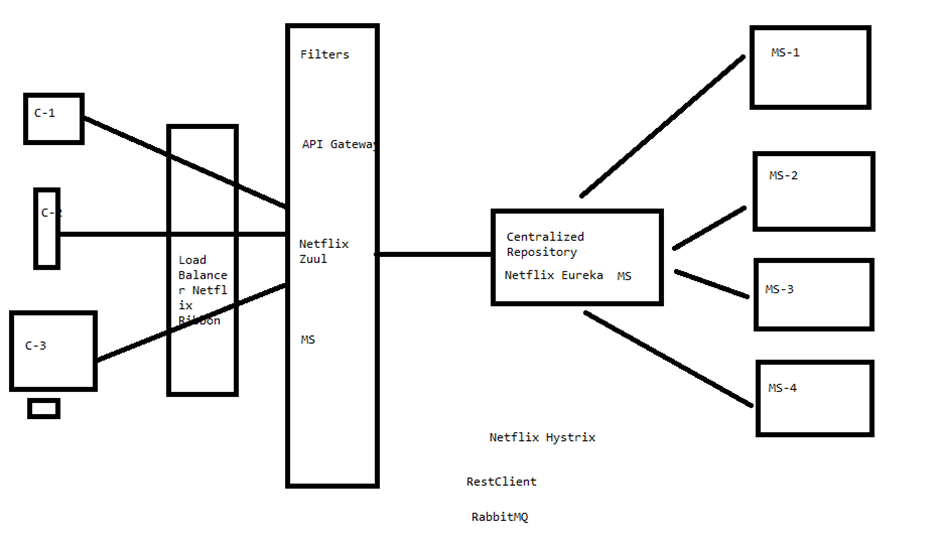 C-1
C-2
C-3
Load
Balance
r Netfl
ix
Ribbon
Filters
API Gateway
Netflix
Zuul
MS
Centralized
Repository
Netflix Eureka MS
MS-1
MS-2
MS-3
MS-4
Netflix Hystrix
RestClient
RabbitMQ